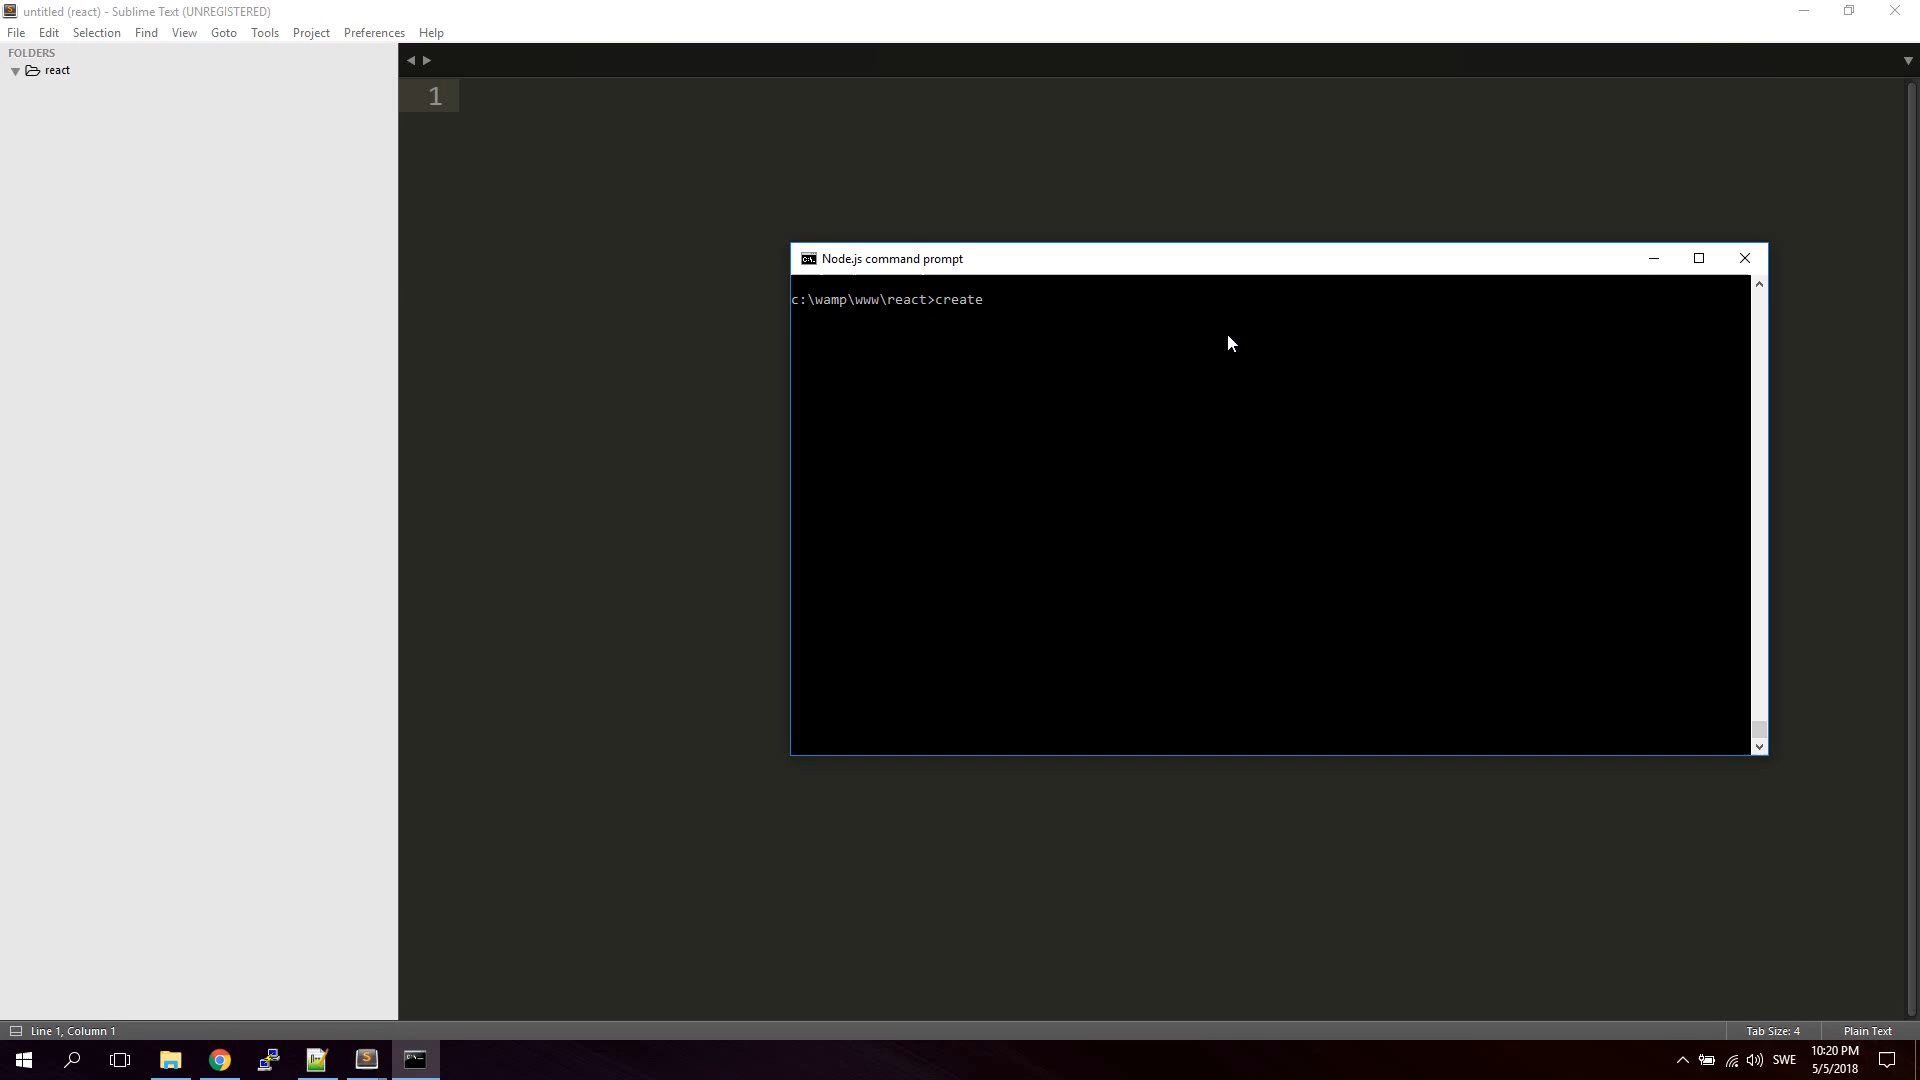 untitled (react) - Sublime Text (UNREGISTERED)
File Edit Selection Find View Goto Tools Project Preferences Help
FOLDERS
react
1
Node.js command prompt
c:\wamp\www\react>create
Line 1, Column 1
Tab Size: 4
Plain Text
SWE
10:20 PM
5/5/2018